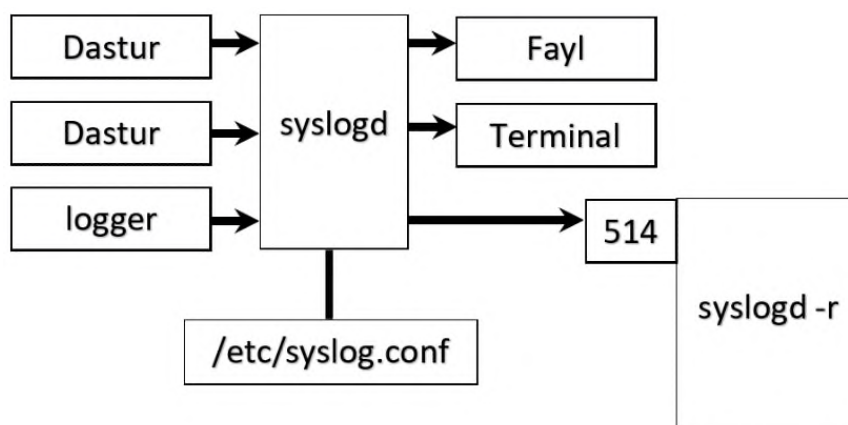 Dastur
Fayl
Dastur
syslogd
Terminal
logger
514
syslogd -r
/etc/syslog.conf